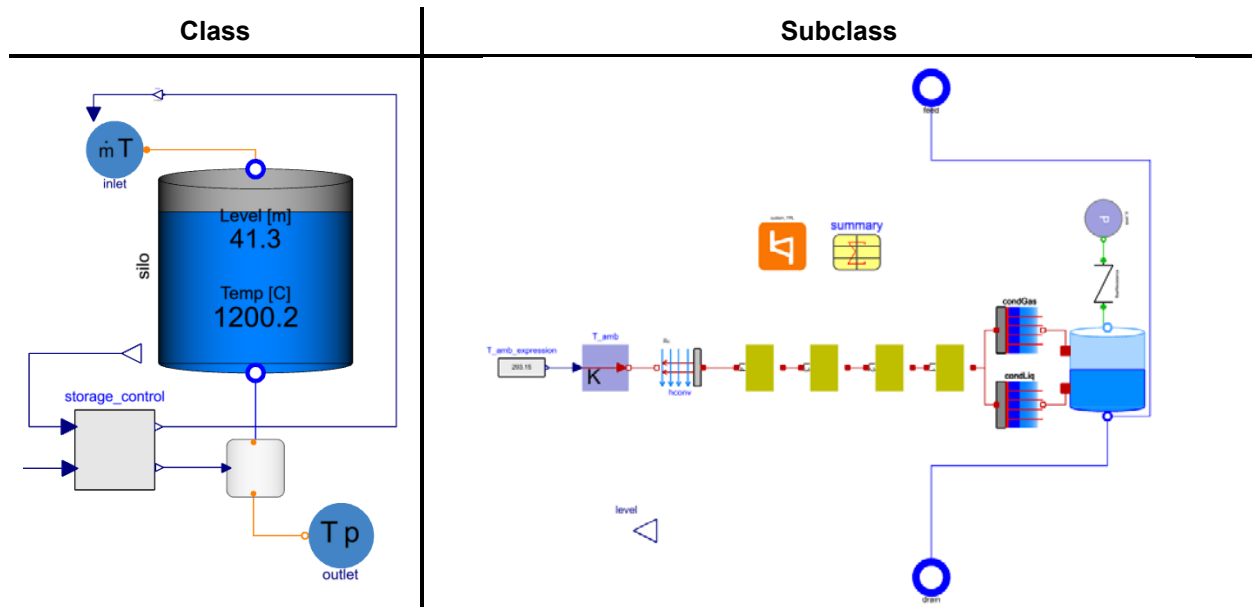 Class
Subclass
ṁ T
inlet
silo
Level [m]
41.3
Temp [C]
1200.2
storage_control
T p
outlet
feed
summary
P
condGas
T_amb_expression
293.15
T_amb
K
hconv
condLiq
level
drain